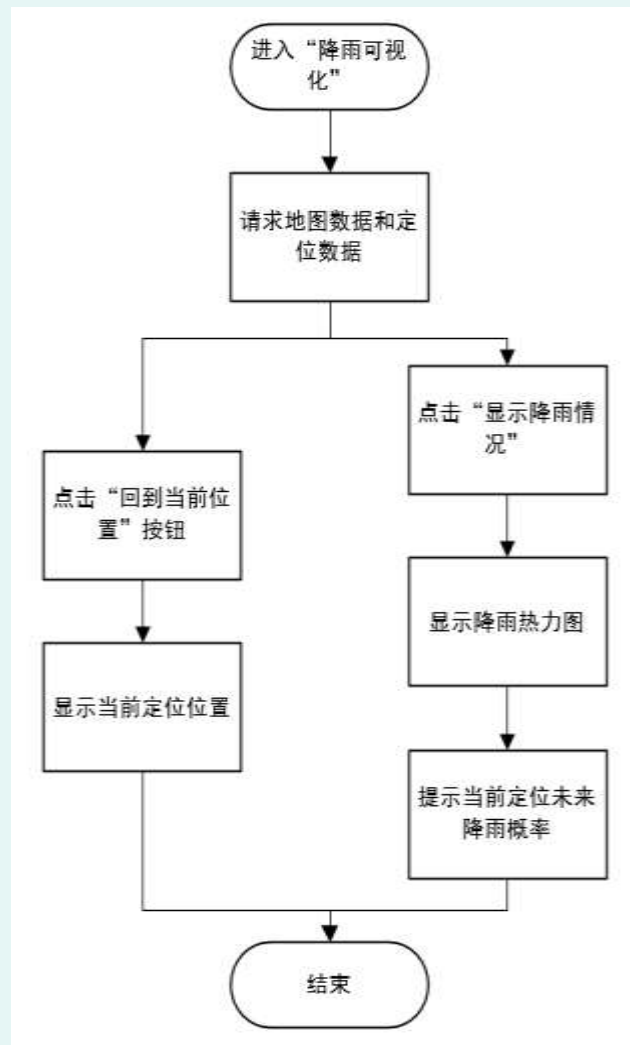 进入“降雨可视
化”
请求地图数据和定
位数据
点击“回到当前位
置”按钮
显示当前定位位置
点击“显示降雨情
况”
显示降雨热力图
提示当前定位未来
降雨概率
结束